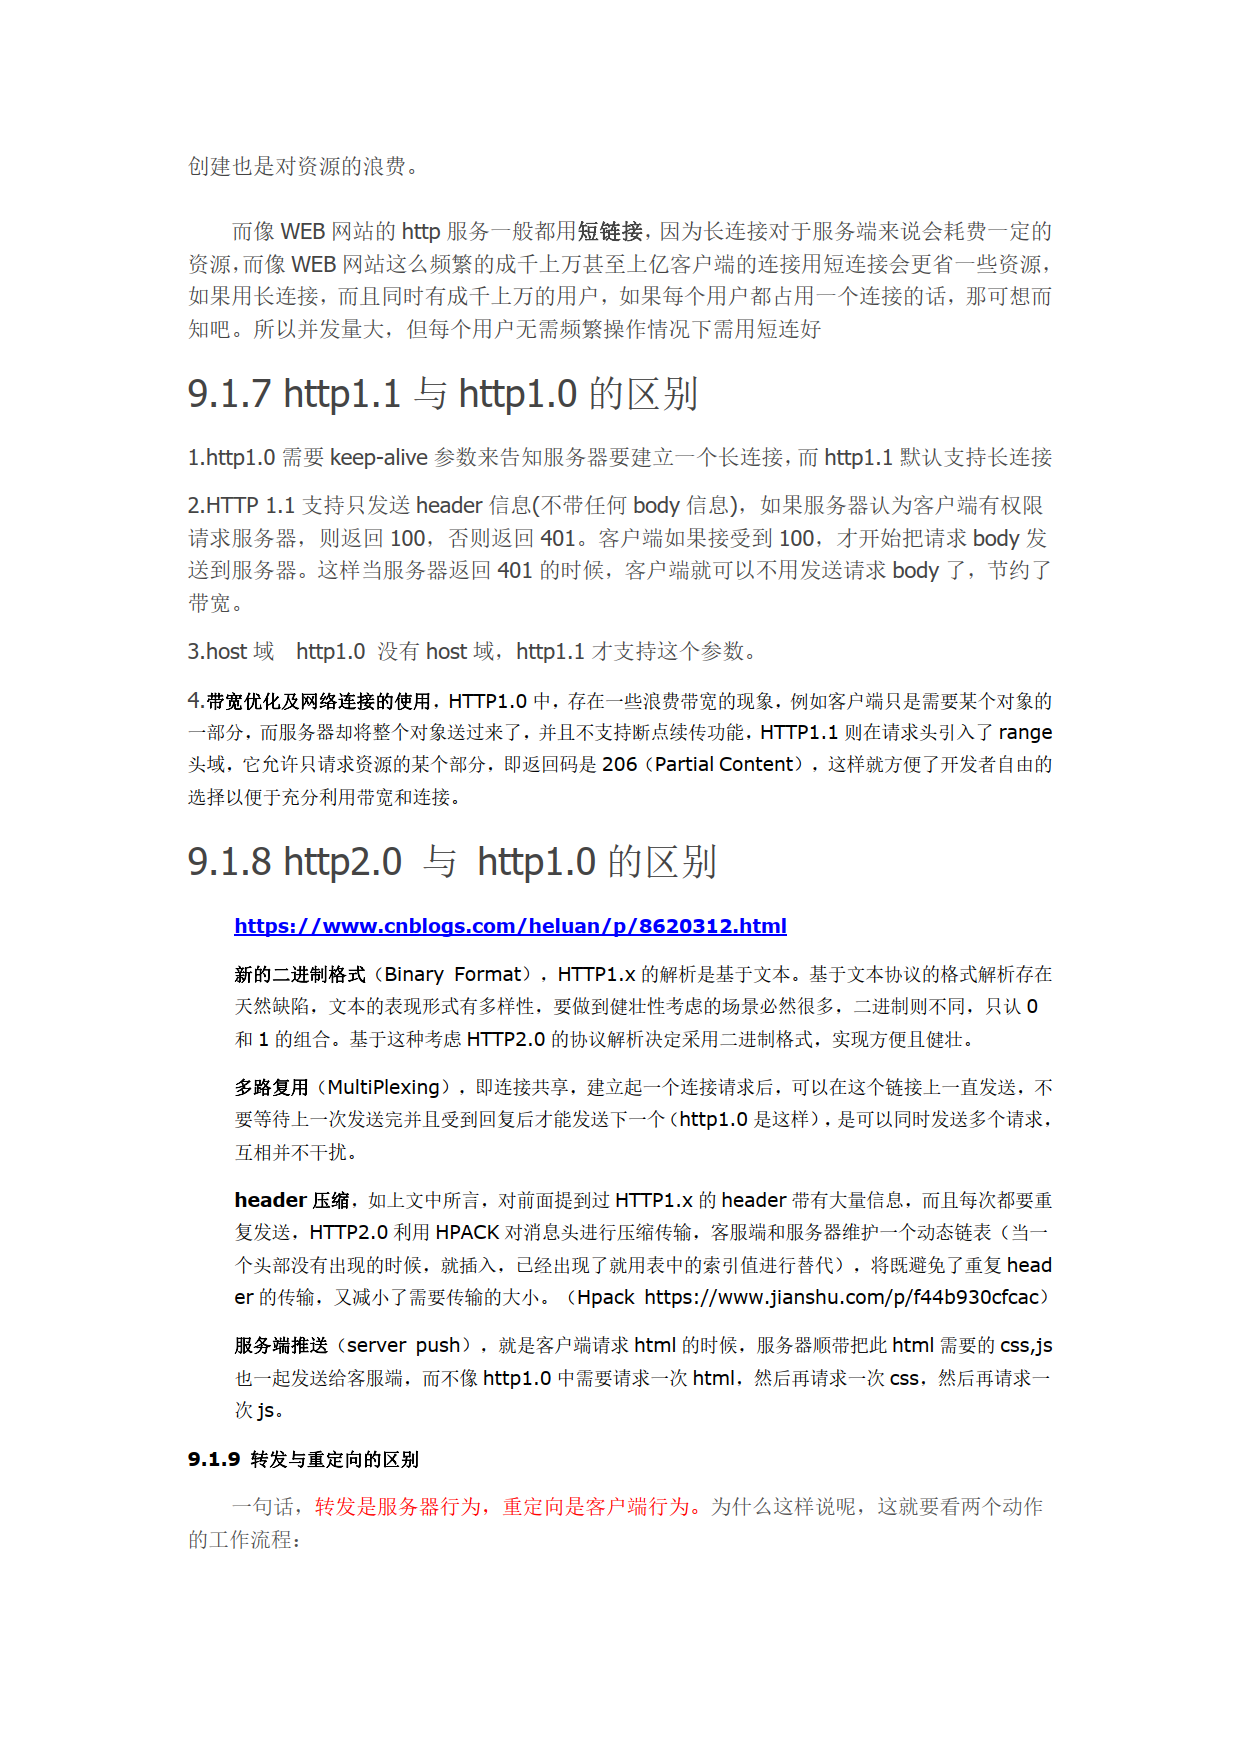 创建也是对资源的浪费。
而像 WEB 网站的 http 服务一般都用短链接，因为长连接对于服务端来说会耗费一定的
资源，而像 WEB 网站这么频繁的成千上万甚至上亿客户端的连接用短连接会更省一些资源，
如果用长连接，而且同时有成千上万的用户，如果每个用户都占用一个连接的话，那可想而
知吧。所以并发量大，但每个用户无需频繁操作情况下需用短连好
9.1.7 http1.1 与 http1.0 的区别
1.http1.0 需要 keep-alive 参数来告知服务器要建立一个长连接，而 http1.1 默认支持长连接
2.HTTP 1.1 支持只发送 header 信息(不带任何 body 信息)，如果服务器认为客户端有权限
请求服务器，则返回 100，否则返回 401。客户端如果接受到 100，才开始把请求 body 发
送到服务器。这样当服务器返回 401 的时候，客户端就可以不用发送请求 body 了，节约了
带宽。
3.host 域　http1.0 没有 host 域，http1.1 才支持这个参数。
4.带宽优化及网络连接的使用，HTTP1.0 中，存在一些浪费带宽的现象，例如客户端只是需要某个对象的
一部分，而服务器却将整个对象送过来了，并且不支持断点续传功能，HTTP1.1 则在请求头引入了 range
头域，它允许只请求资源的某个部分，即返回码是 206（Partial Content），这样就方便了开发者自由的
选择以便于充分利用带宽和连接。
9.1.8 http2.0 与 http1.0 的区别
https://www.cnblogs.com/heluan/p/8620312.html
新的二进制格式（Binary Format），HTTP1.x 的解析是基于文本。基于文本协议的格式解析存在
天然缺陷，文本的表现形式有多样性，要做到健壮性考虑的场景必然很多，二进制则不同，只认 0
和 1 的组合。基于这种考虑 HTTP2.0 的协议解析决定采用二进制格式，实现方便且健壮。
多路复用（MultiPlexing），即连接共享，建立起一个连接请求后，可以在这个链接上一直发送，不
要等待上一次发送完并且受到回复后才能发送下一个（http1.0 是这样），是可以同时发送多个请求，
互相并不干扰。
header 压缩，如上文中所言，对前面提到过 HTTP1.x 的 header 带有大量信息，而且每次都要重
复发送，HTTP2.0 利用 HPACK 对消息头进行压缩传输，客服端和服务器维护一个动态链表（当一
个头部没有出现的时候，就插入，已经出现了就用表中的索引值进行替代），将既避免了重复 head
er 的传输，又减小了需要传输的大小。（Hpack https://www.jianshu.com/p/f44b930cfcac）
服务端推送（server push），就是客户端请求 html 的时候，服务器顺带把此 html 需要的 css,js
也一起发送给客服端，而不像 http1.0 中需要请求一次 html，然后再请求一次 css，然后再请求一
次 js。
9.1.9 转发与重定向的区别
一句话，转发是服务器行为，重定向是客户端行为。为什么这样说呢，这就要看两个动作
的工作流程：